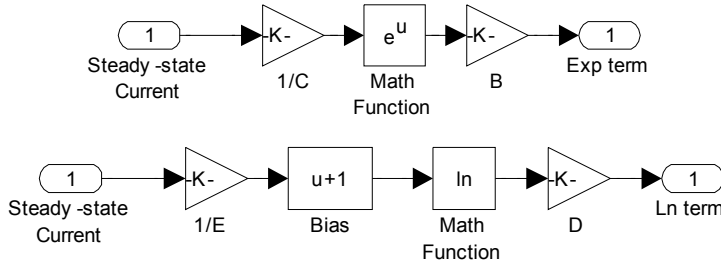 1
-K-
e^u
-K-
1
Steady -state
Current
1/C
Math
Function
B
Exp term
1
-K-
u+1
ln
-K-
1
Steady -state
Current
1/E
Bias
Math
Function
D
Ln term